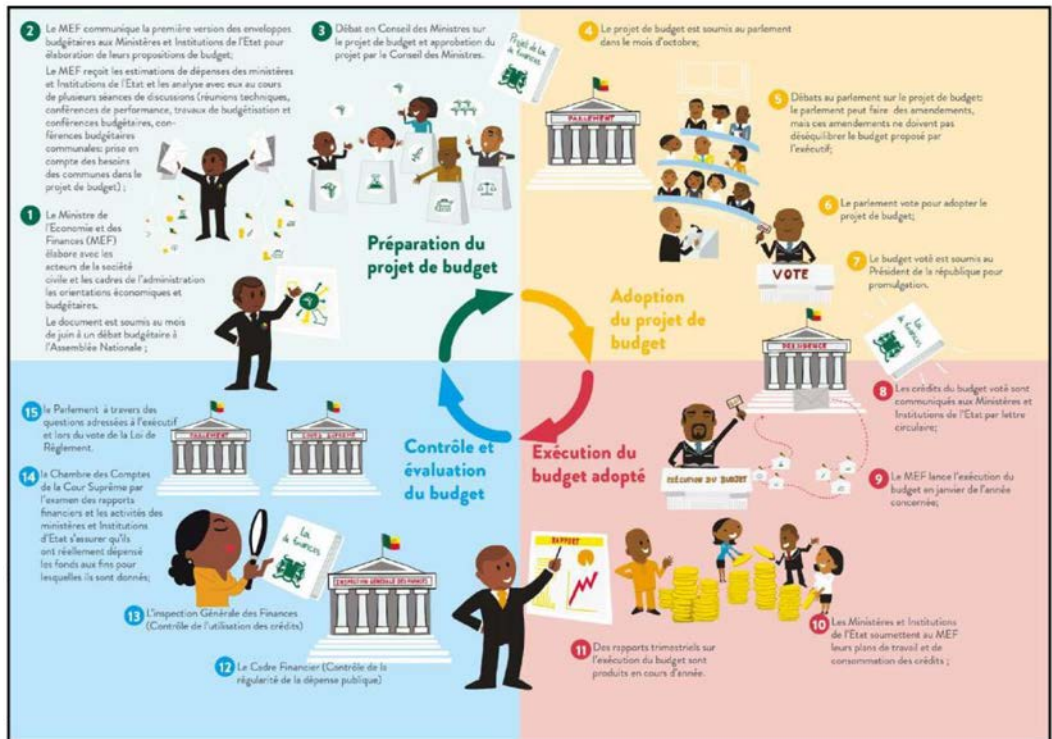 2 Le MEF communique la première version des enveloppes
budgétaires aux Ministères et Institutions de l'Etat pour
élaboration de leurs propositions de budget;
Le MEF reçoit les estimations de dépenses des ministères
et Institutions de l'Etat et les analyse avec eux au cours
de plusieurs séances de discussions (réunions techniques,
conférences de performance, travaux de budgétisation et
conférences budgétaires, con-
férences budgétaires
communales: prise en
compte des besoins
des communes dans le
projet de budget) ;
1 Le Ministre de
l'Economie et des
Finances (MEF)
élabore avec les
acteurs de la société
civile et les cadres de l'administration
les orientations économiques et
budgétaires.
Le document est soumis au mois
de juin à un débat budgétaire à
l'Assemblée Nationale ;
3 Débat en Conseil des Ministres sur
le projet de budget et approbation du
projet par le Conseil des Ministres.
Projet de Loi
de finances
Préparation du
projet de budget
4 Le projet de budget est soumis au parlement
dans le mois d'octobre;
PARLEMENT
5 Débats au parlement sur le projet de budget:
le parlement peut faire des amendements,
mais ces amendements ne doivent pas
déséquilibrer le budget proposé par
l'exécutif;
6 Le parlement vote pour adopter le
projet de budget;
VOTE
7 Le budget voté est soumis au
Président de la république pour
promulgation.
Adoption
du projet de
budget
PRESIDENCE
Loi
de finances
8 Les crédits du budget voté sont
communiqués aux Ministères et
Institutions de l'Etat par lettre
circulaire;
EXÉCUTION DU BUDGET
9 Le MEF lance l'exécution du
budget en janvier de l'année
concernée;
Exécution du
budget adopté
RAPPORT
10 Les Ministères et Institutions
de l'Etat soumettent au MEF
leurs plans de travail et de
consommation des crédits ;
11 Des rapports trimestriels sur
l'exécution du budget sont
produits en cours d'année.
Contrôle et
évaluation
du budget
15 le Parlement à travers des
questions adressées à l'exécutif
et lors du vote de la Loi de
Règlement.
PARLEMENT
COUR SUPREME
14 la Chambre des Comptes
de la Cour Suprême par
l'examen des rapports
financiers et les activités des
ministères et Institutions
d'Etat s'assurer qu'ils
ont réellement dépensé
les fonds aux fins pour
lesquelles ils sont donnés;
Loi
de finances
INSPECTION GÉNÉRALE DES FINANCES
13 L'inspection Générale des Finances
(Contrôle de l'utilisation des crédits)
12 Le Cadre Financier (Contrôle de la
régularité de la dépense publique)